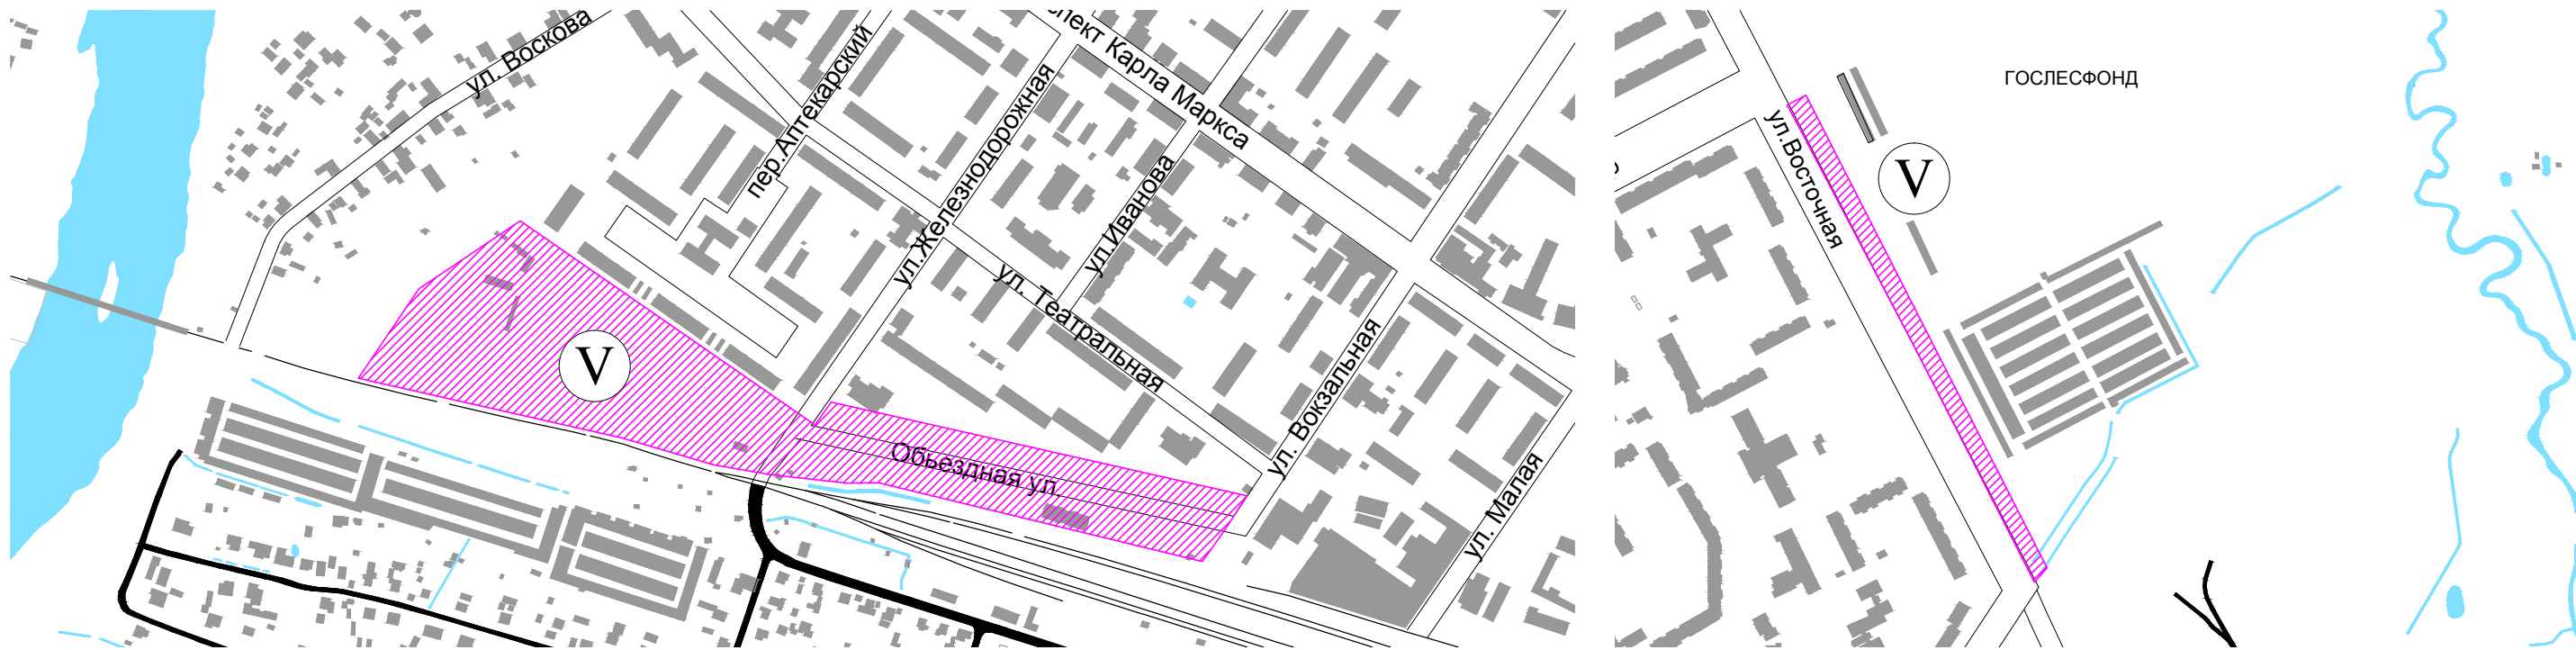 ул. Воскова
пер.Аптекарский
ул.Железнодорожная
спект Карла Маркса
ул.Иванова
ул. Театральная
ул. Вокзальная
ул. Малая
V
Обьездная ул.
ГОСЛЕСФОНД
ул.Восточная
V